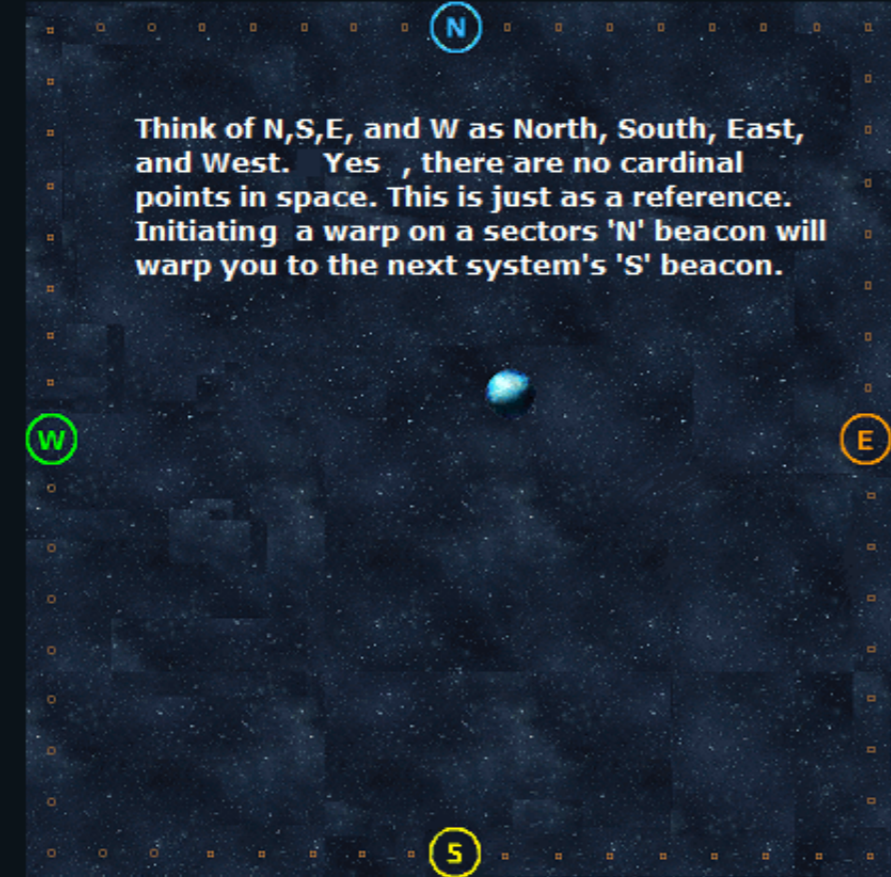 N
Think of N,S,E, and W as North, South, East,
and West. Yes , there are no cardinal
points in space. This is just as a reference.
Initiating a warp on a sectors 'N' beacon will
warp you to the next system's 'S' beacon.
W
E
S